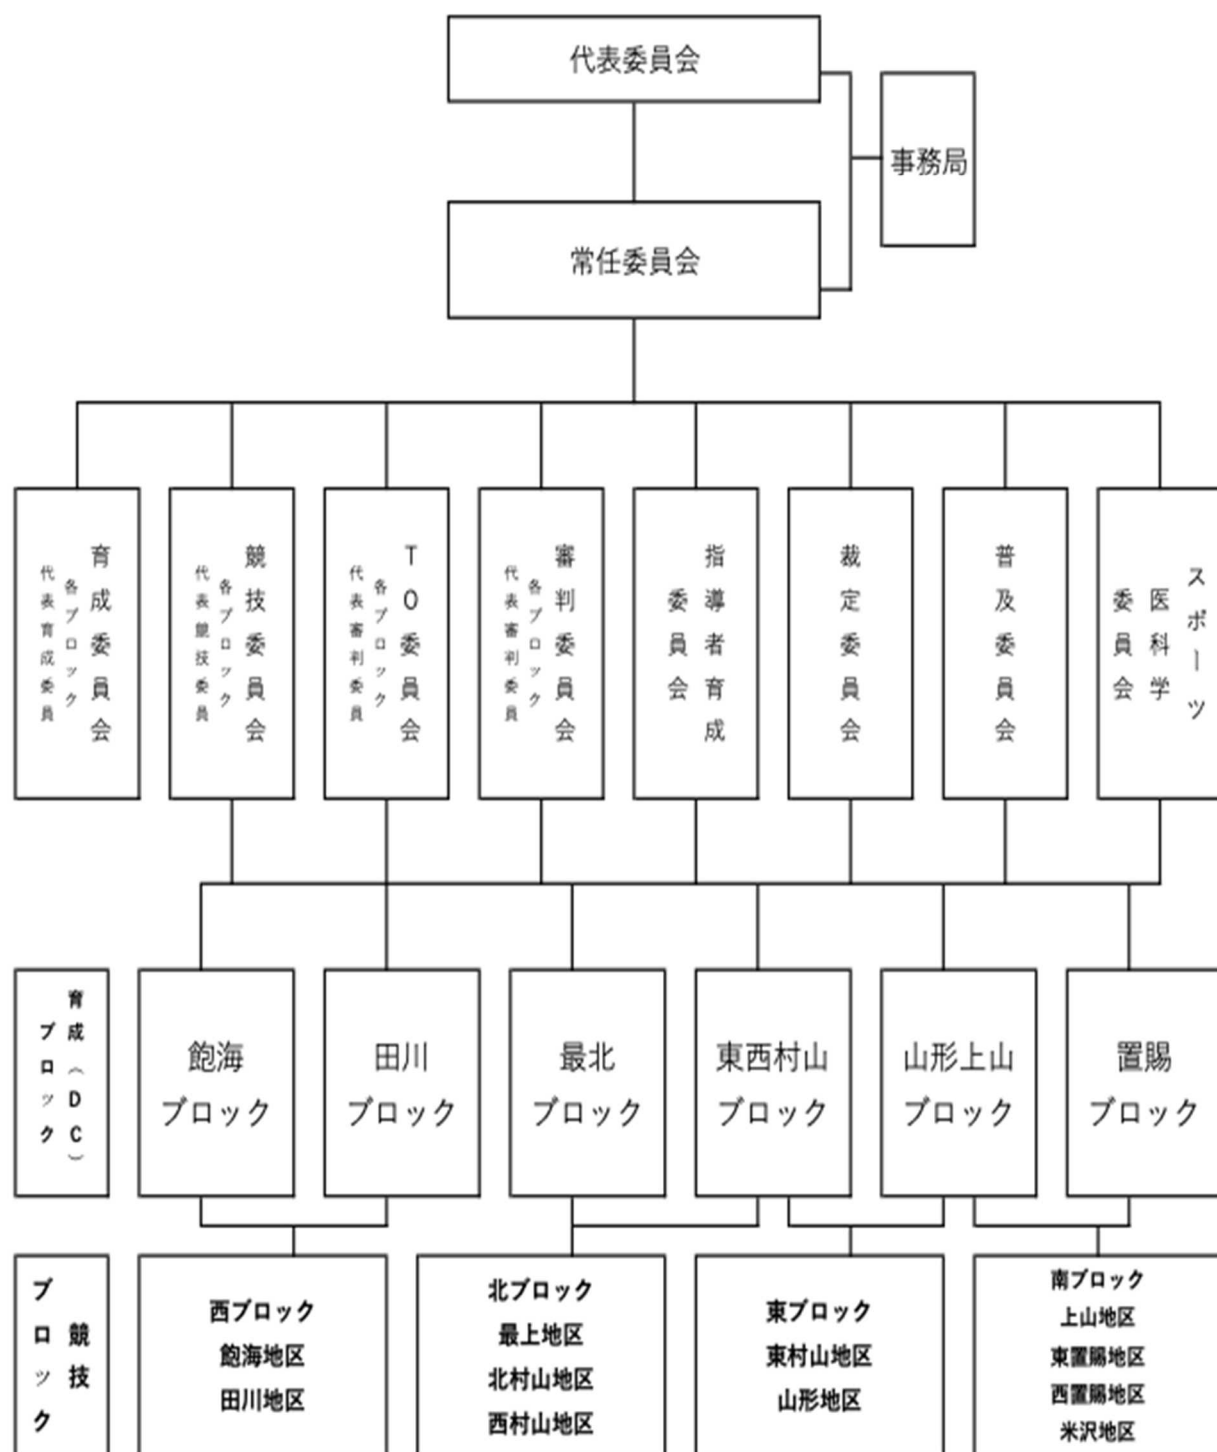 代表委員会
事務局
常任委員会
育成委員会
各ブロック
代表育成委員
競技委員会
各ブロック
代表競技委員
TO委員会
各ブロック
代表審判委員
審判委員会
各ブロック
代表審判委員
指導者育成
委員会
裁定委員会
普及委員会
スポーツ
医科学
委員会
育成（DC）
ブロック
飽海
ブロック
田川
ブロック
最北
ブロック
東西村山
ブロック
山形上山
ブロック
置賜
ブロック
競技
ブロック
西ブロック
飽海地区
田川地区
北ブロック
最上地区
北村山地区
西村山地区
東ブロック
東村山地区
山形地区
南ブロック
上山地区
東置賜地区
西置賜地区
米沢地区